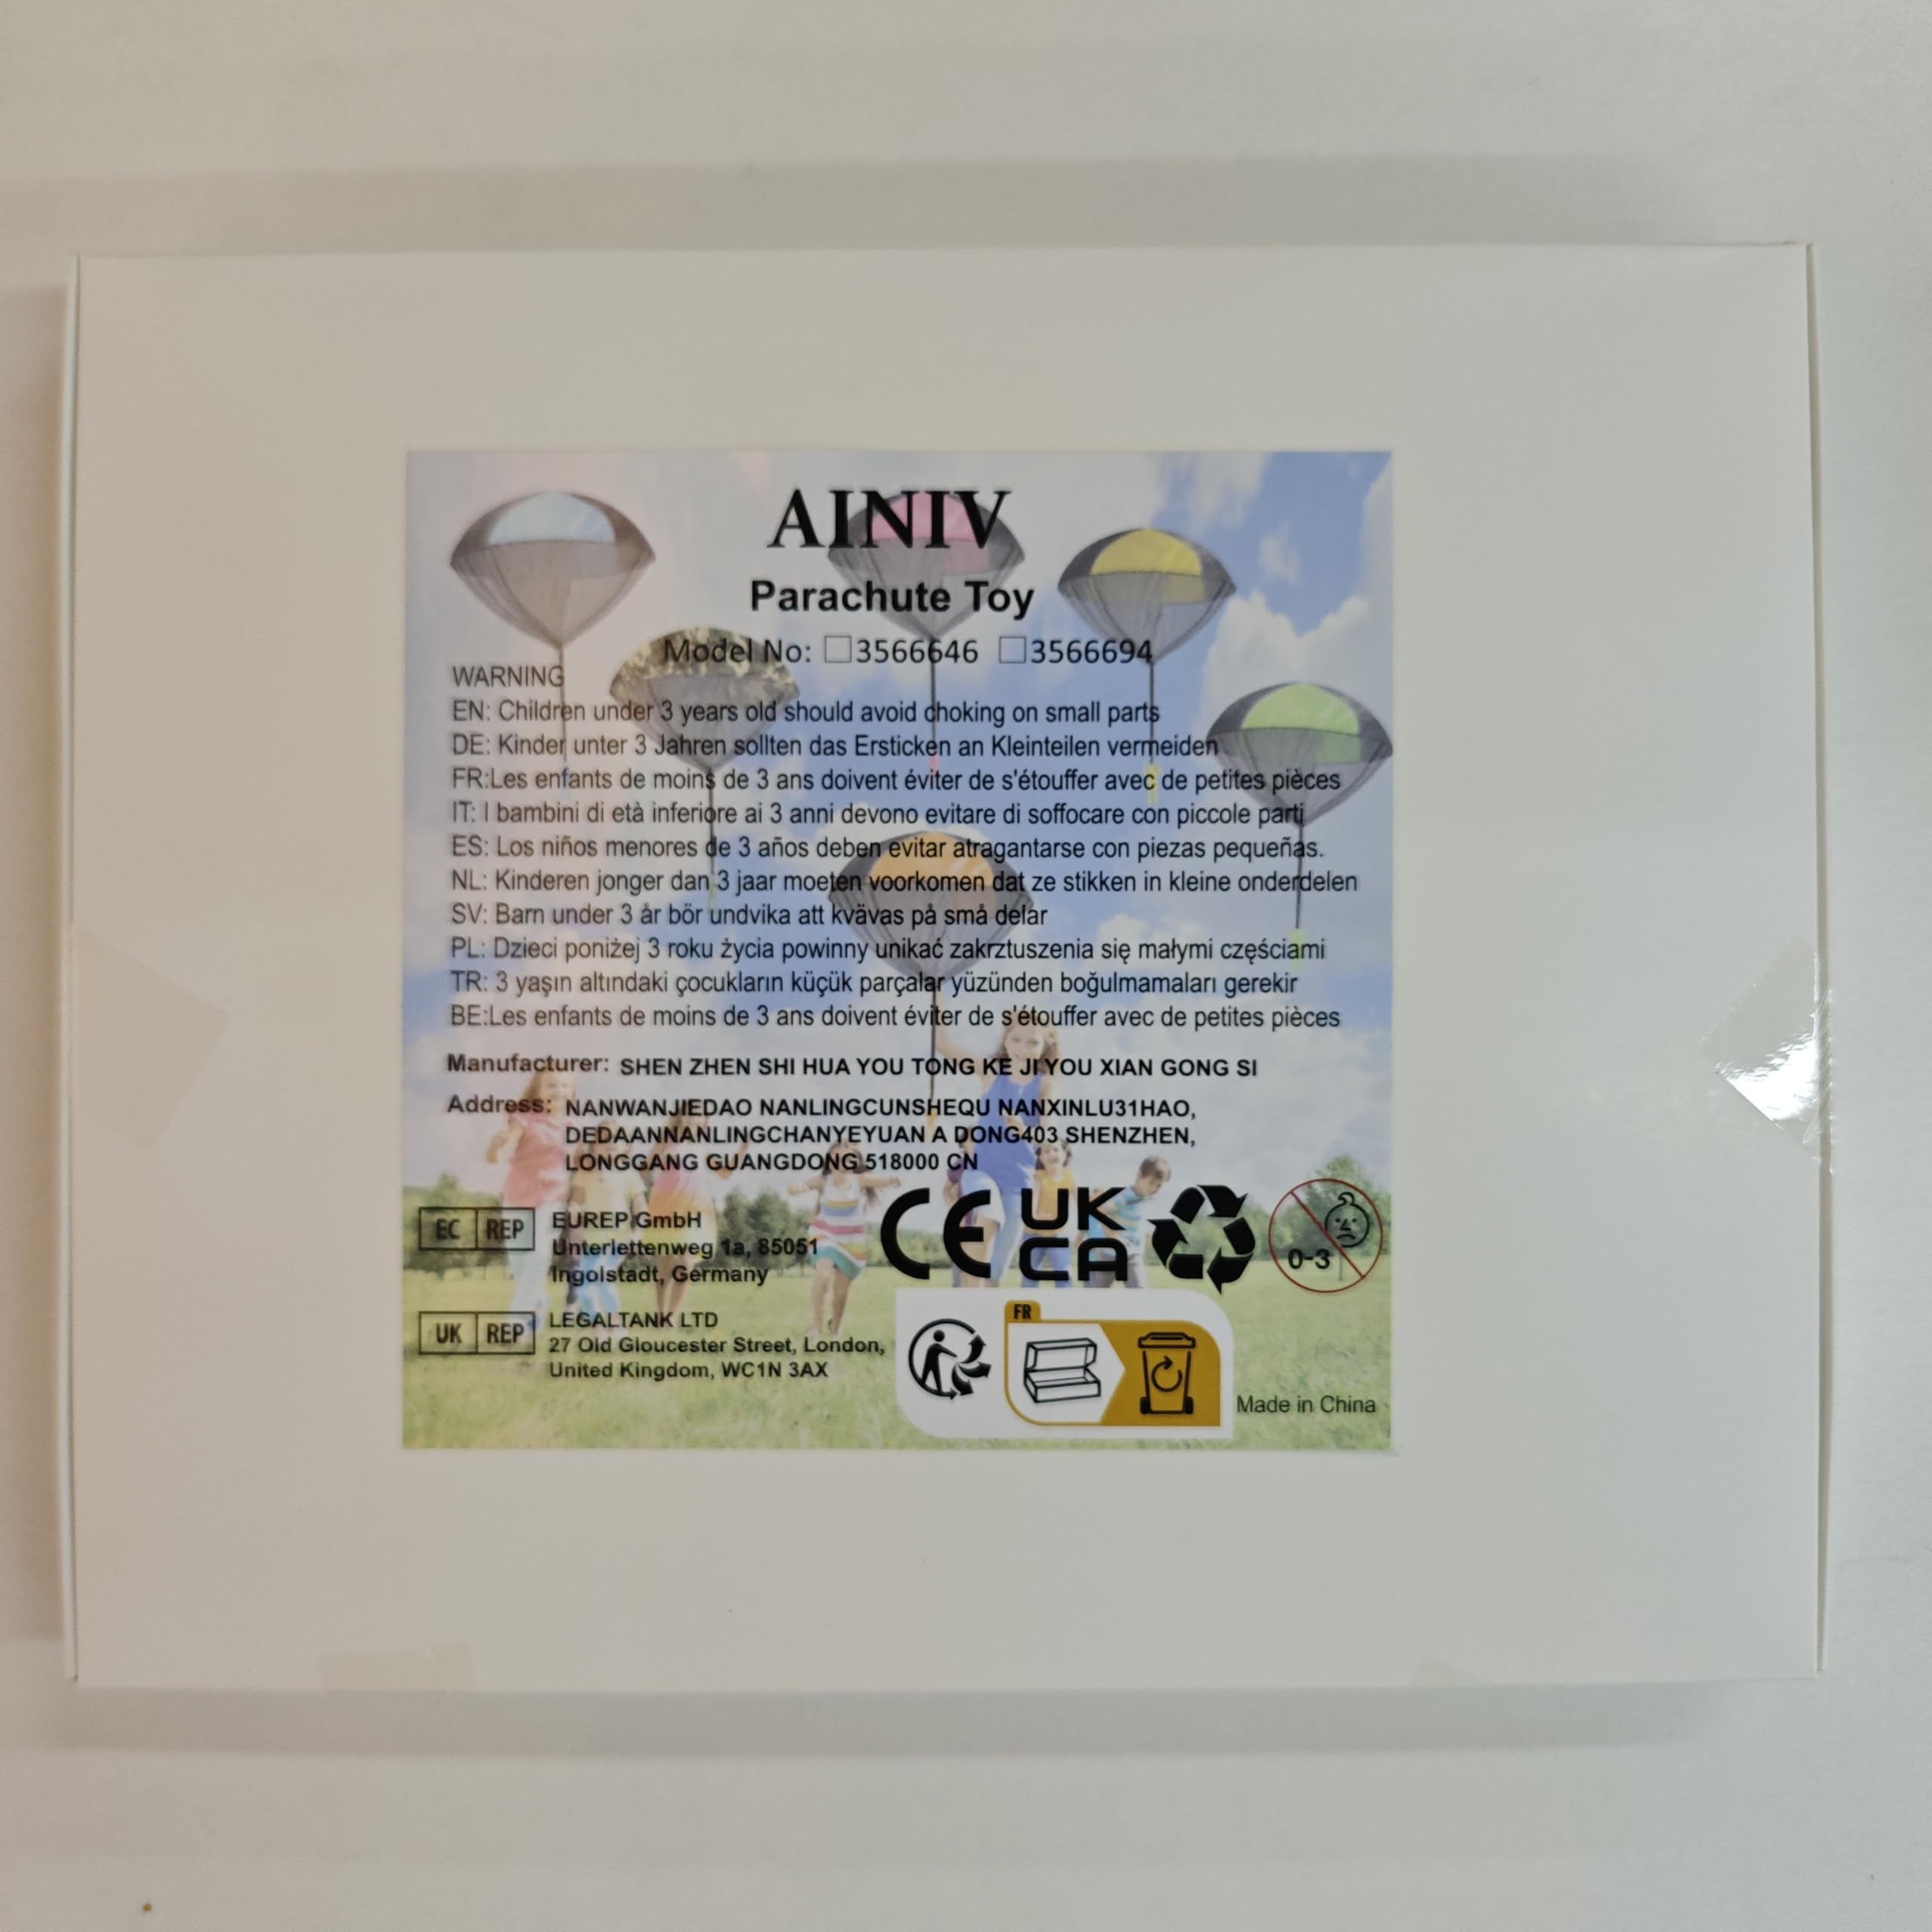 AINIV
Parachute Toy
Model No: □3566646 □3566694
WARNING
EN: Children under 3 years old should avoid choking on small parts
DE: Kinder unter 3 Jahren sollten das Ersticken an Kleinteilen vermeiden
FR:Les enfants de moins de 3 ans doivent éviter de s'étouffer avec de petites pièces
IT: I bambini di età inferiore ai 3 anni devono evitare di soffocare con piccole parti
ES: Los niños menores de 3 años deben evitar atragantarse con piezas pequeñas.
NL: Kinderen jonger dan 3 jaar moeten voorkomen dat ze stikken in kleine onderdelen
SV: Barn under 3 år bör undvika att kvävas på små delar
PL: Dzieci poniżej 3 roku życia powinny unikać zakrztuszenia się małymi częściami
TR: 3 yaşın altındaki çocukların küçük parçalar yüzünden boğulmamaları gerekir
BE:Les enfants de moins de 3 ans doivent éviter de s'étouffer avec de petites pièces
Manufacturer: SHEN ZHEN SHI HUA YOU TONG KE JI YOU XIAN GONG SI
Address: NANWANJIEDAO NANLINGCUNSHEQU NANXINLU31HAO,
DEDAANNANLINGCHANYEYUAN A DONG403 SHENZHEN,
LONGGANG GUANGDONG 518000 CN
EC REP
EUREP GmbH
Unterlettenweg 1a, 85051
Ingolstadt, Germany
CE
UK
CA
0-3
UK REP
LEGALTANK LTD
27 Old Gloucester Street, London,
United Kingdom, WC1N 3AX
FR
Made in China